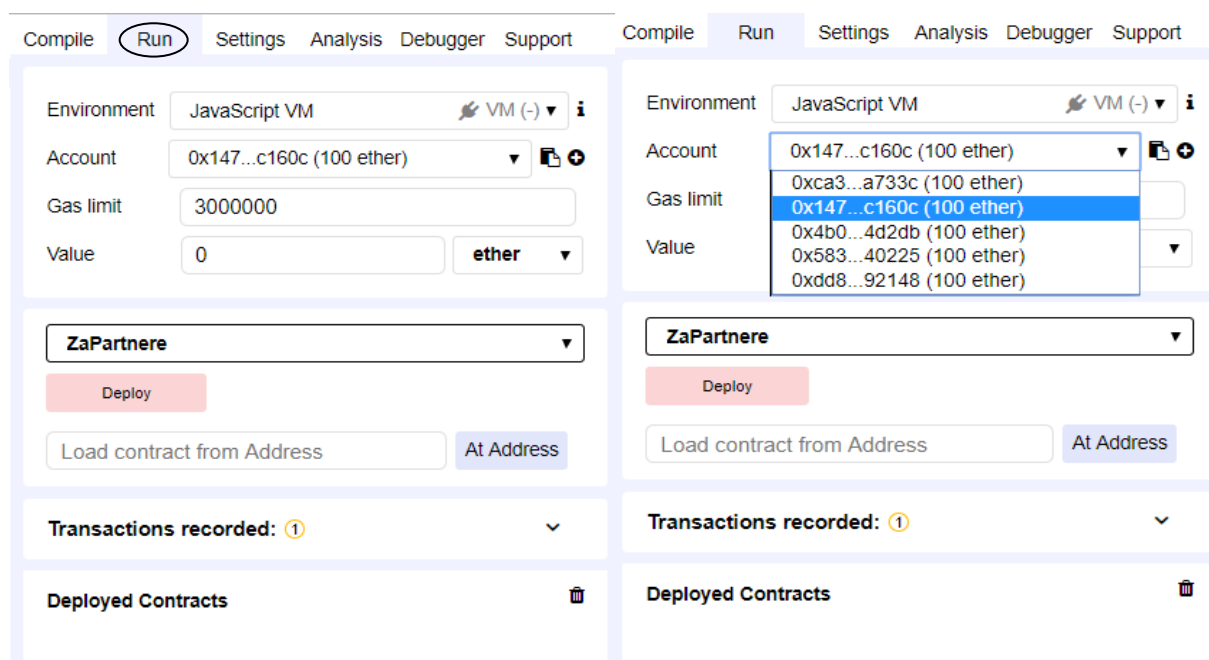 Compile Run Settings Analysis Debugger Support
Environment JavaScript VM VM (-) ▼ i
Account 0x147...c160c (100 ether) ▼
Gas limit 3000000
Value 0 ether ▼
ZaPartnere ▼
Deploy
Load contract from Address At Address
Transactions recorded: 1
Deployed Contracts
Compile Run Settings Analysis Debugger Support
Environment JavaScript VM VM (-) ▼ i
Account 0x147...c160c (100 ether) ▼
0xca3...a733c (100 ether)
Gas limit 0x147...c160c (100 ether)
0x4b0...4d2db (100 ether)
Value 0x583...40225 (100 ether) ▼
0xdd8...92148 (100 ether)
ZaPartnere ▼
Deploy
Load contract from Address At Address
Transactions recorded: 1
Deployed Contracts